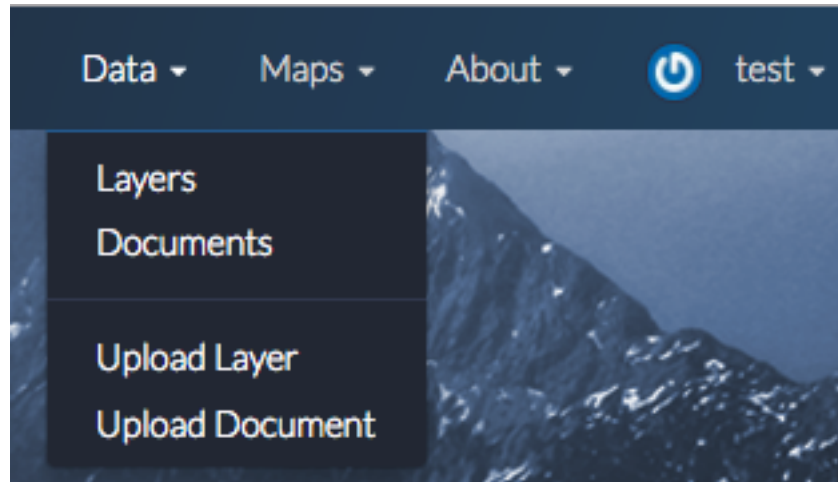 Data Maps About test
Layers
Documents
Upload Layer
Upload Document